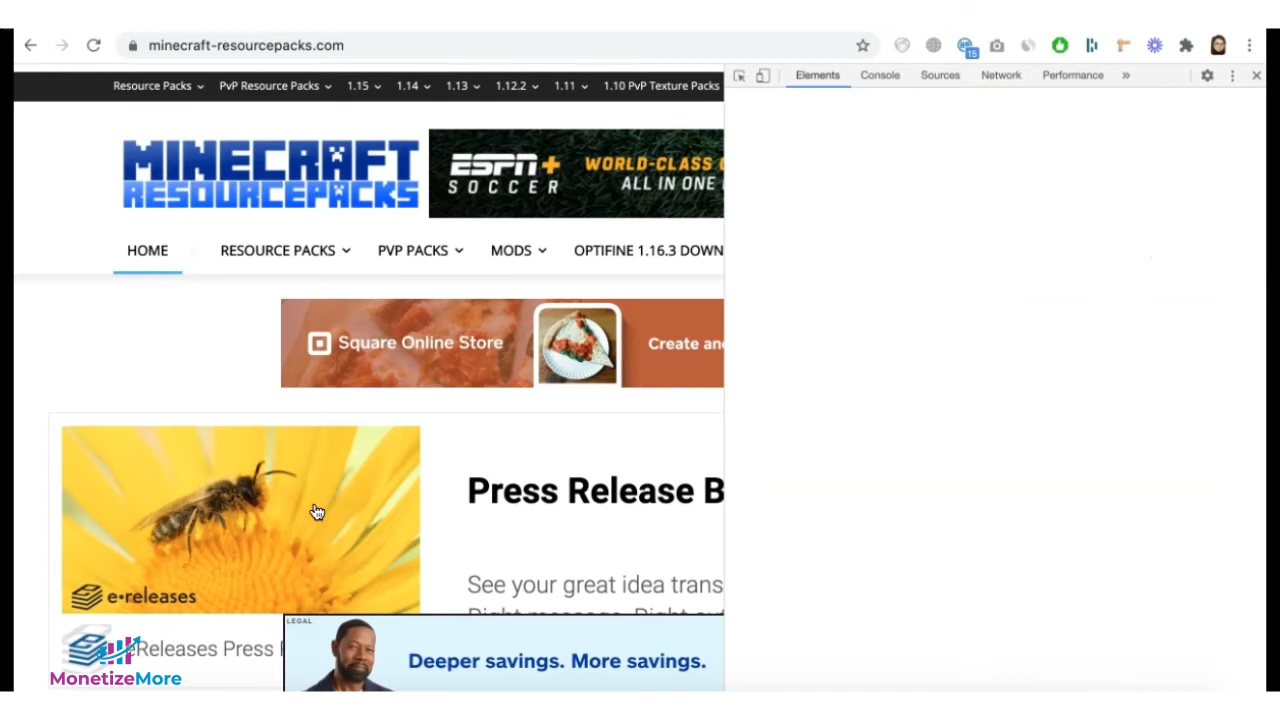 minecraft-resourcepacks.com
15
Elements Console Sources Network Performance »
Resource Packs PvP Resource Packs 1.15 1.14 1.13 1.12.2 1.11 1.10 PvP Texture Packs
MINECRAFT
RESOURCEPACKS
ESPN+
SOCCER
WORLD-CLASS
ALL IN ONE
HOME RESOURCE PACKS PVP PACKS MODS OPTIFINE 1.16.3 DOWN
Square Online Store
Create an
Press Release B
See your great idea trans
e•releases
LEGAL
eReleases Press
Deeper savings. More savings.
MonetizeMore